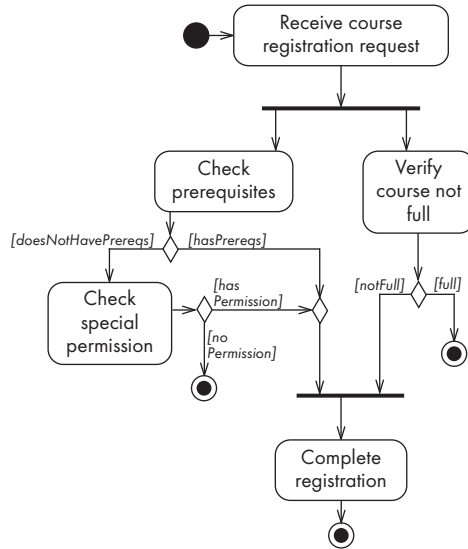 Receive course
registration request
Check
prerequisites
Verify
course not
full
[doesNotHavePrereqs]
[hasPrereqs]
[notFull]
[full]
Check
special
permission
[has
Permission]
[no
Permission]
Complete
registration